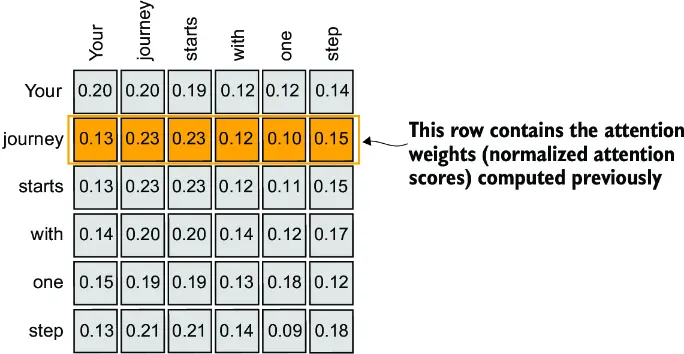 Your journey starts with one step
Your 0.20 0.20 0.19 0.12 0.12 0.14
journey 0.13 0.23 0.23 0.12 0.10 0.15
This row contains the attention
weights (normalized attention
scores) computed previously
starts 0.13 0.23 0.23 0.12 0.11 0.15
with 0.14 0.20 0.20 0.14 0.12 0.17
one 0.15 0.19 0.19 0.13 0.18 0.12
step 0.13 0.21 0.21 0.14 0.09 0.18